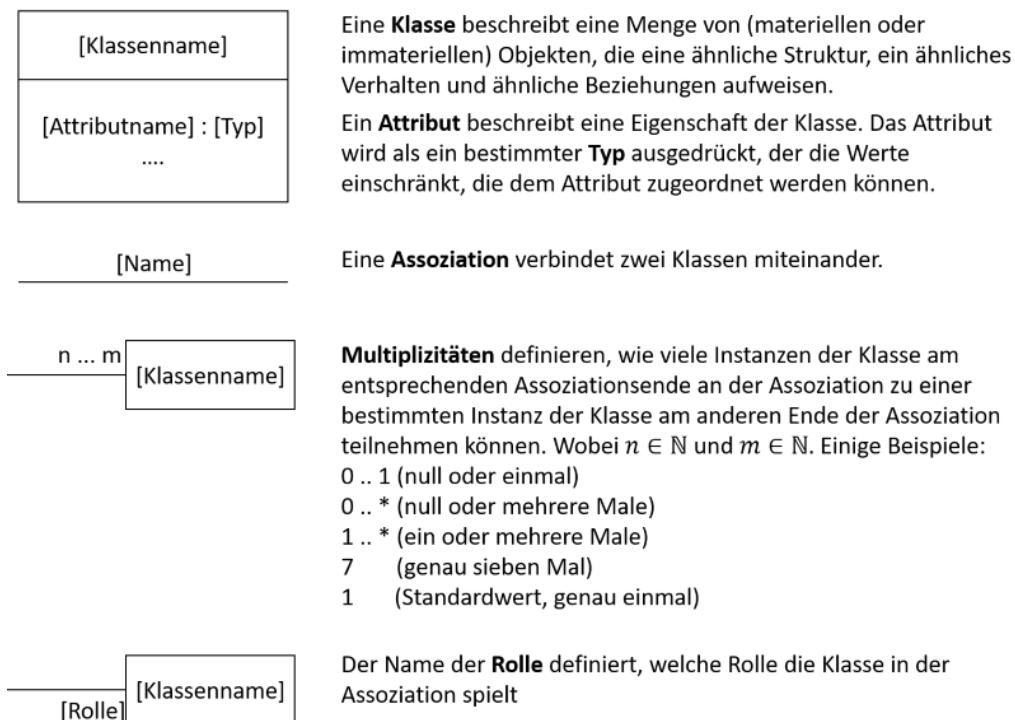 [Klassenname]
[Attributname] : [Typ]
....
Eine Klasse beschreibt eine Menge von (materiellen oder
immateriellen) Objekten, die eine ähnliche Struktur, ein ähnliches
Verhalten und ähnliche Beziehungen aufweisen.
Ein Attribut beschreibt eine Eigenschaft der Klasse. Das Attribut
wird als ein bestimmter Typ ausgedrückt, der die Werte
einschränkt, die dem Attribut zugeordnet werden können.
[Name]
Eine Assoziation verbindet zwei Klassen miteinander.
n ... m
[Klassenname]
Multiplizitäten definieren, wie viele Instanzen der Klasse am
entsprechenden Assoziationsende an der Assoziation zu einer
bestimmten Instanz der Klasse am anderen Ende der Assoziation
teilnehmen können. Wobei n ∈ ℕ und m ∈ ℕ. Einige Beispiele:
0 .. 1 (null oder einmal)
0 .. * (null oder mehrere Male)
1 .. * (ein oder mehrere Male)
7 (genau sieben Mal)
1 (Standardwert, genau einmal)
[Klassenname]
[Rolle]
Der Name der Rolle definiert, welche Rolle die Klasse in der
Assoziation spielt